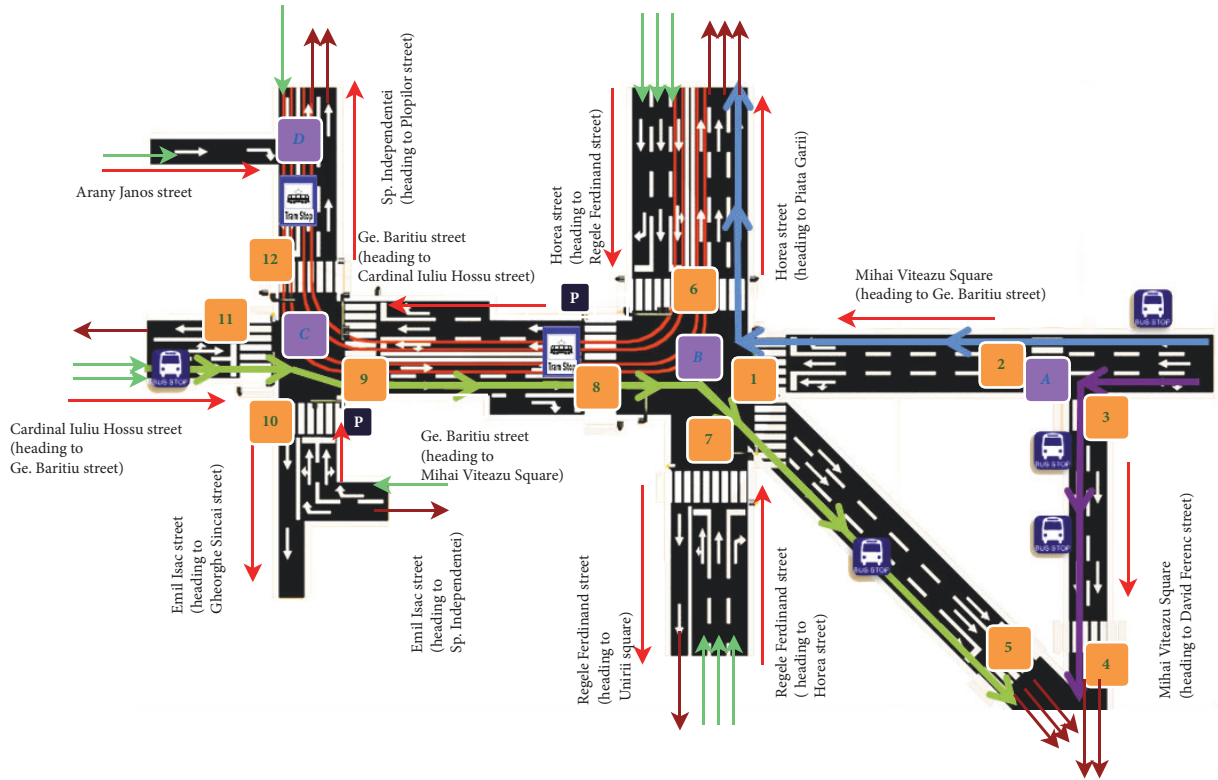 D
Arany Janos street
Tram Stop
Sp. Independentei
(heading to Plopilor street)
Ge. Baritiu street
(heading to
Cardinal Iuliu Hossu street)
Horea street
(heading to
Regele Ferdinand street)
Horea street
(heading to Piata Garii)
Mihai Viteazu Square
(heading to Ge. Baritiu street)
BUS STOP
12
P
6
11
C
Tram Stop
B
2
A
BUS STOP
9
8
1
3
10
P
7
BUS STOP
Cardinal Iuliu Hossu street
(heading to
Ge. Baritiu street)
Ge. Baritiu street
(heading to
Mihai Viteazu Square)
Emil Isac street
(heading to
Gheorghe Sincai street)
Emil Isac street
(heading to
Sp. Independentei)
Regele Ferdinand street
(heading to
Unirii square)
Regele Ferdinand street
( heading to
Horea street)
BUS STOP
BUS STOP
5
4
Mihai Viteazu Square
(heading to David Ferenc street)